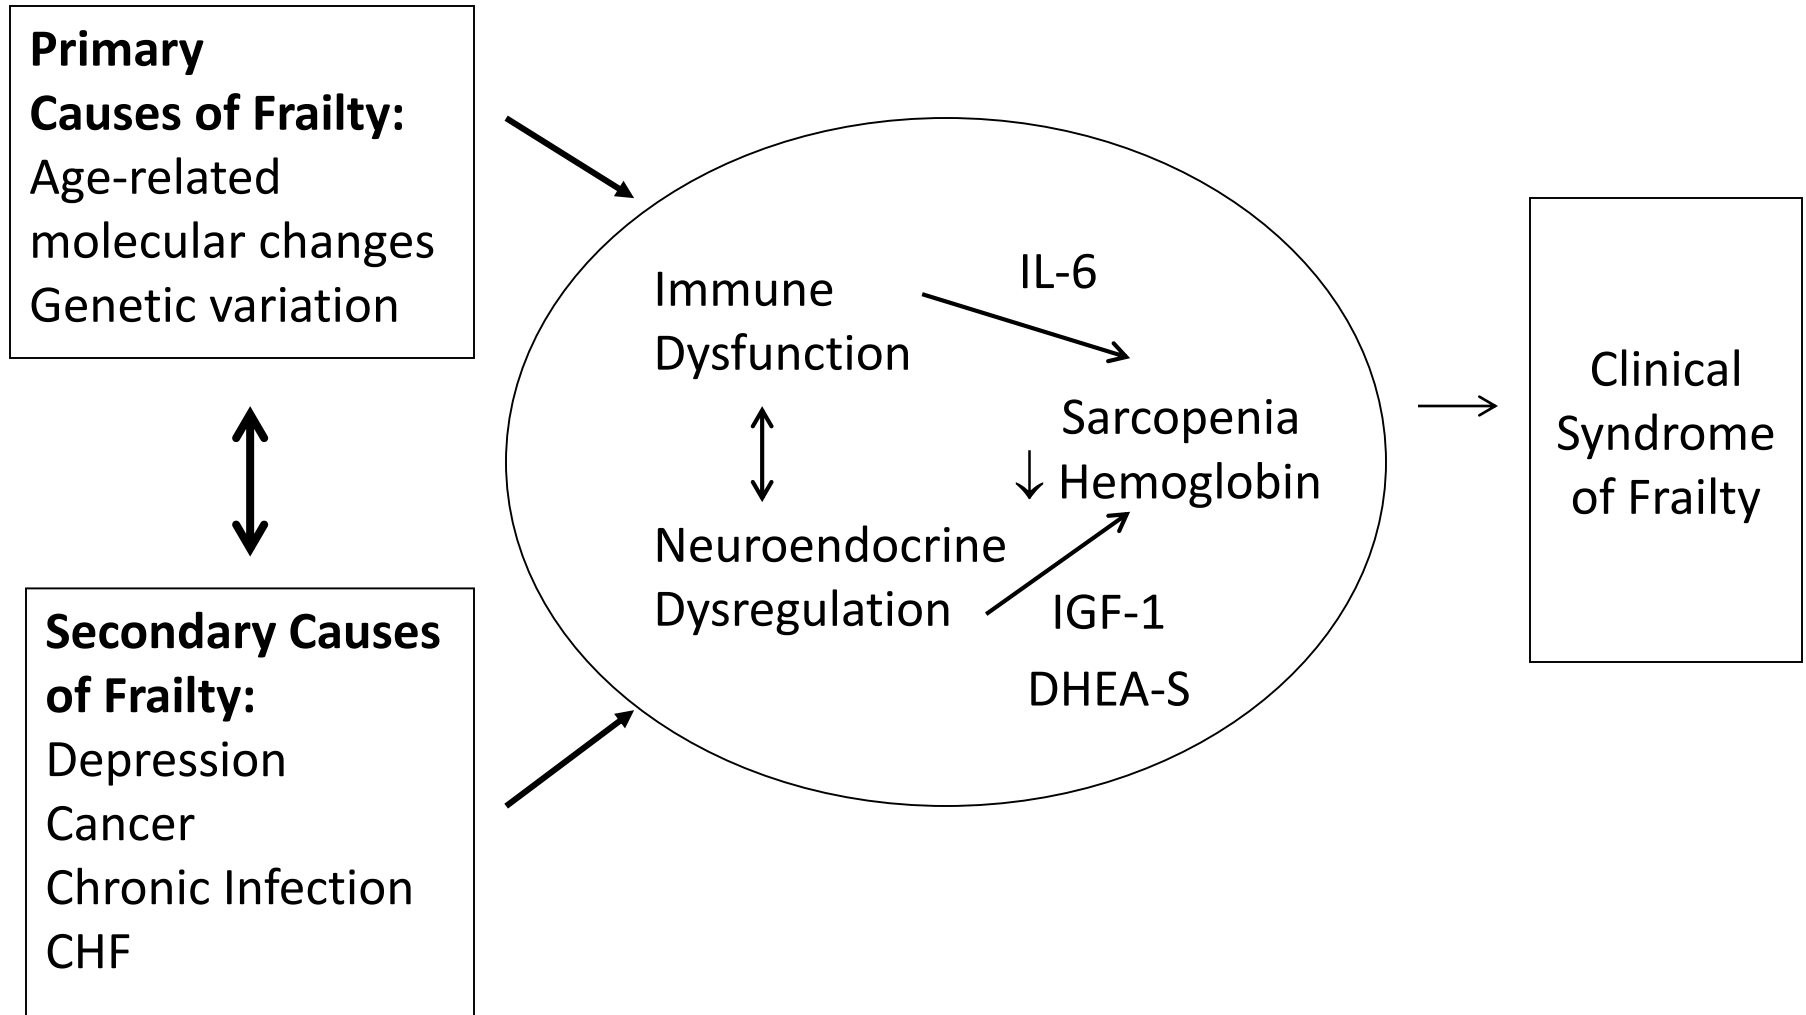 Primary
Causes of Frailty:
Age-related
molecular changes
Genetic variation
Secondary Causes
of Frailty:
Depression
Cancer
Chronic Infection
CHF
Immune
Dysfunction
Neuroendocrine
Dysregulation
IL-6
Sarcopenia
↓ Hemoglobin
IGF-1
DHEA-S
Clinical
Syndrome
of Frailty